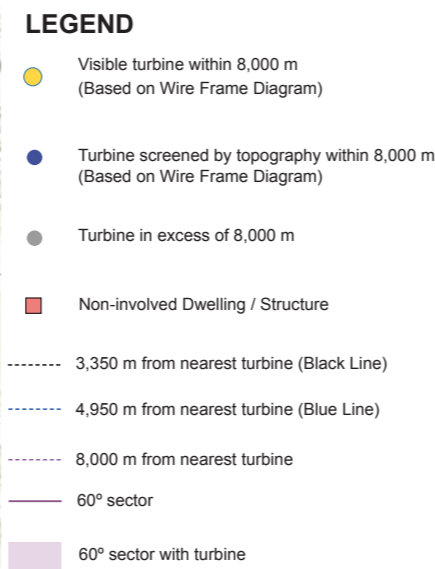 LEGEND
Visible turbine within 8,000 m
(Based on Wire Frame Diagram)
Turbine screened by topography within 8,000 m
(Based on Wire Frame Diagram)
Turbine in excess of 8,000 m
Non-involved Dwelling / Structure
3,350 m from nearest turbine (Black Line)
4,950 m from nearest turbine (Blue Line)
8,000 m from nearest turbine
60º sector
60º sector with turbine